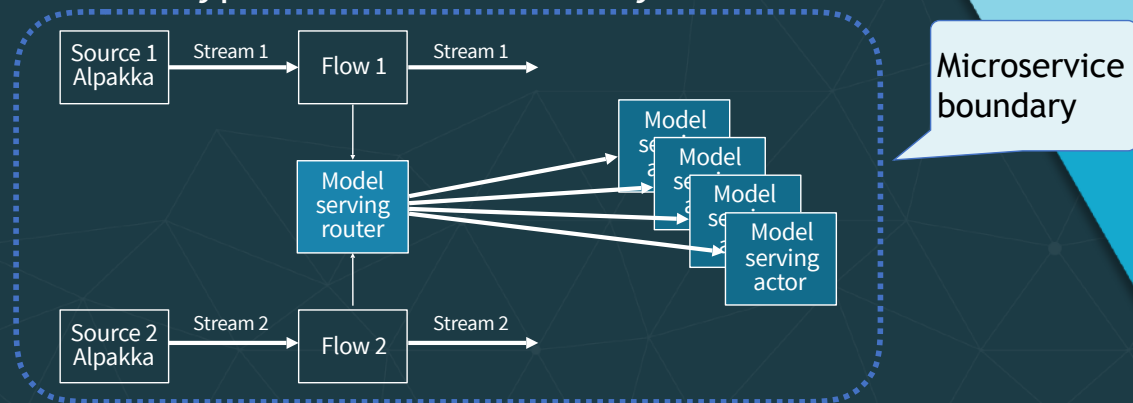 Source 1
Alpakka
Stream 1
Flow 1
Stream 1
Microservice
boundary
Model
Model
Model
serving
router
Model
Model
serving
actor
Source 2
Alpakka
Stream 2
Flow 2
Stream 2